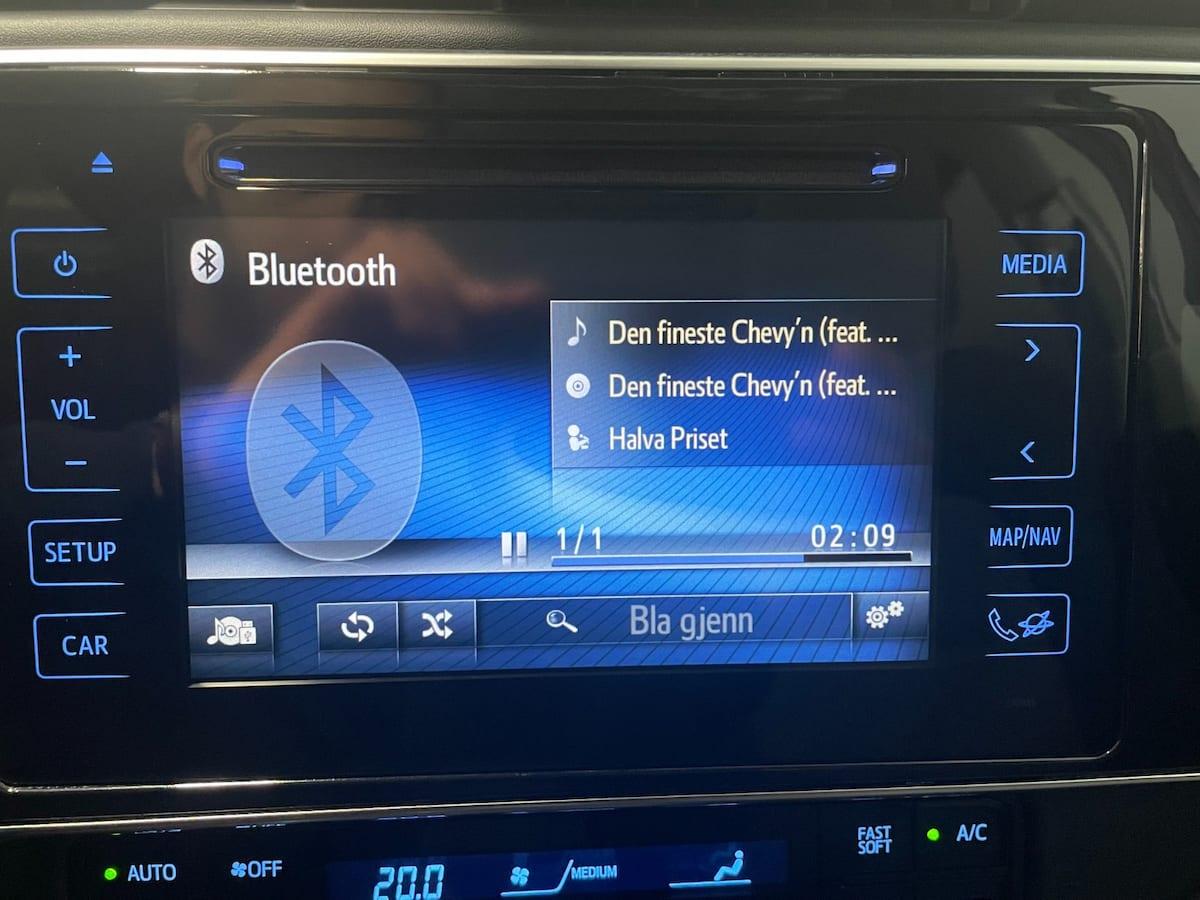 Bluetooth
Den fineste Chevy'n (feat. ...
Den fineste Chevy'n (feat. ...
Halva Priset
1/1
02:09
Bla gjenn
VOL
SETUP
CAR
MEDIA
MAP/NAV
AUTO
OFF
20.0
MEDIUM
FAST
SOFT
A/C